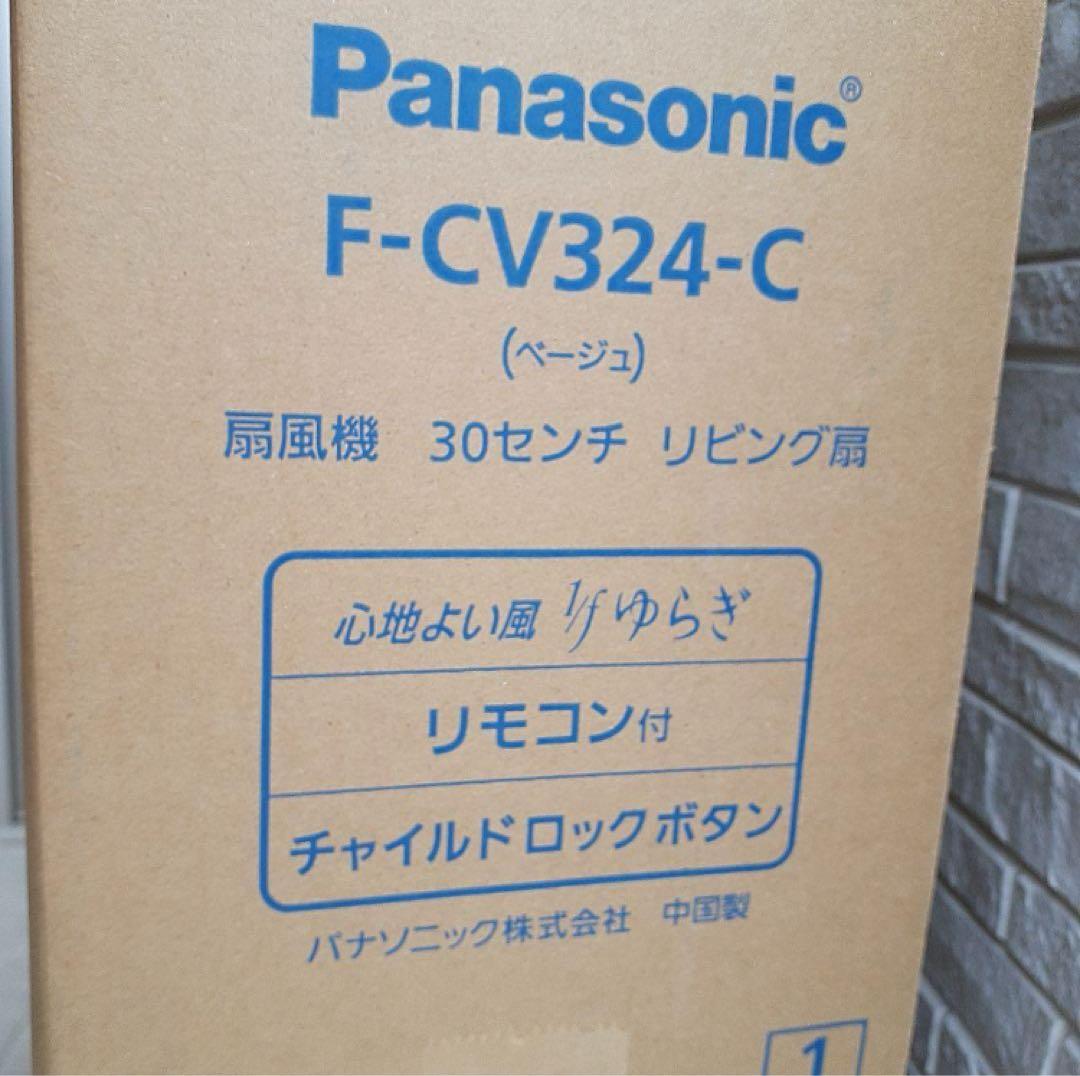 Panasonic®
F-CV324-C
(ベージュ)
扇風機 30センチ リビング扇
心地よい風 1/fゆらぎ
リモコン付
チャイルドロックボタン
パナソニック株式会社 中国製
1